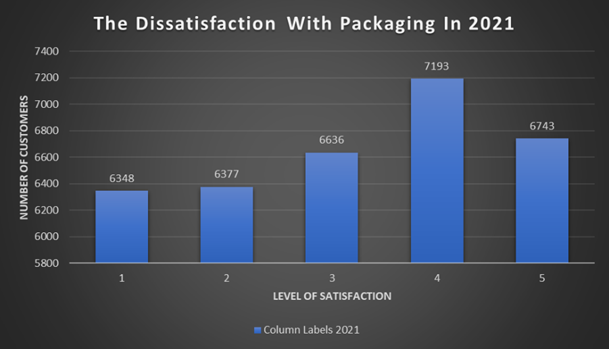 The Dissatisfaction With Packaging In 2021
NUMBER OF CUSTOMERS
7400
7200
7000
6800
6600
6400
6200
6000
5800
6348
6377
6636
7193
6743
1 2 3 4 5
LEVEL OF SATISFACTION
Column Labels 2021